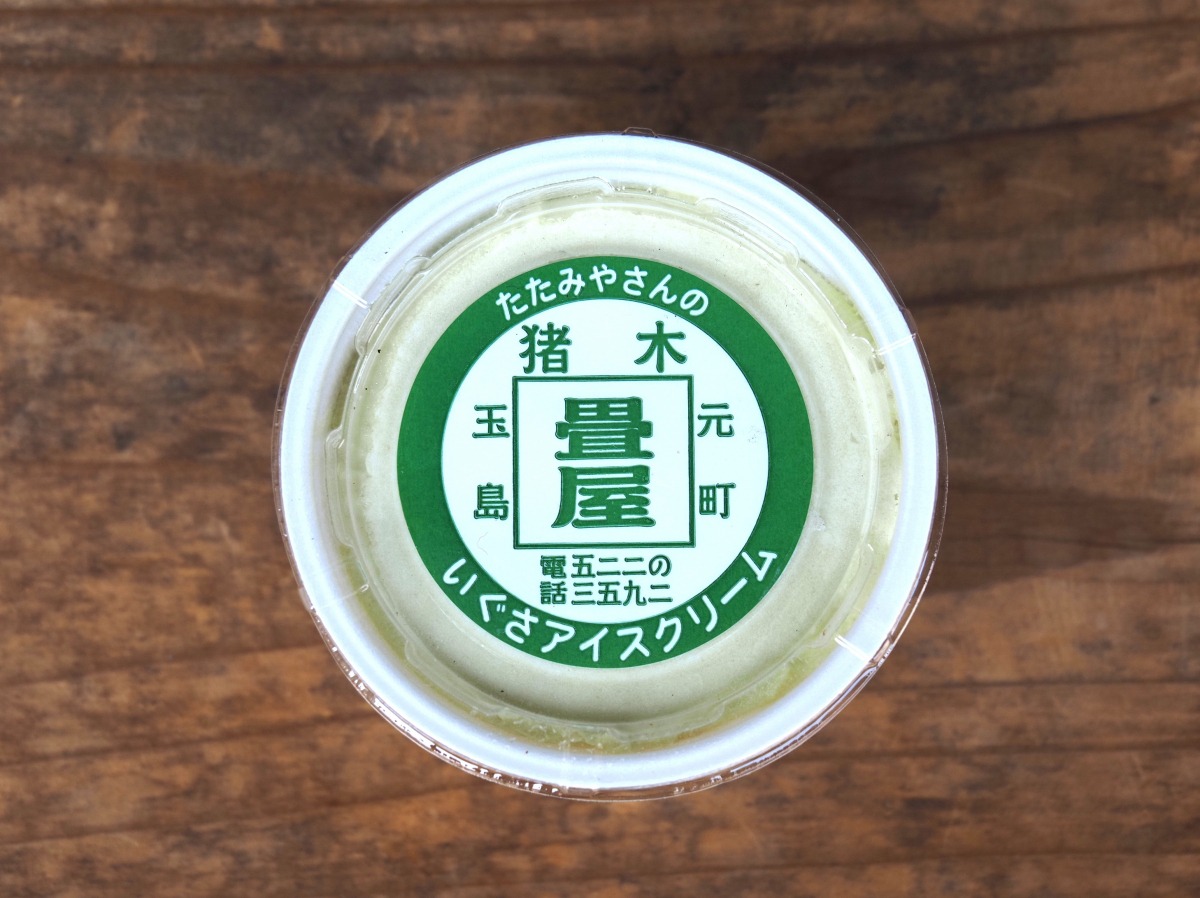 たたみやさんの
猪木
玉島
畳屋
元町
電話
五二二の
三五九二
いぐさアイスクリーム